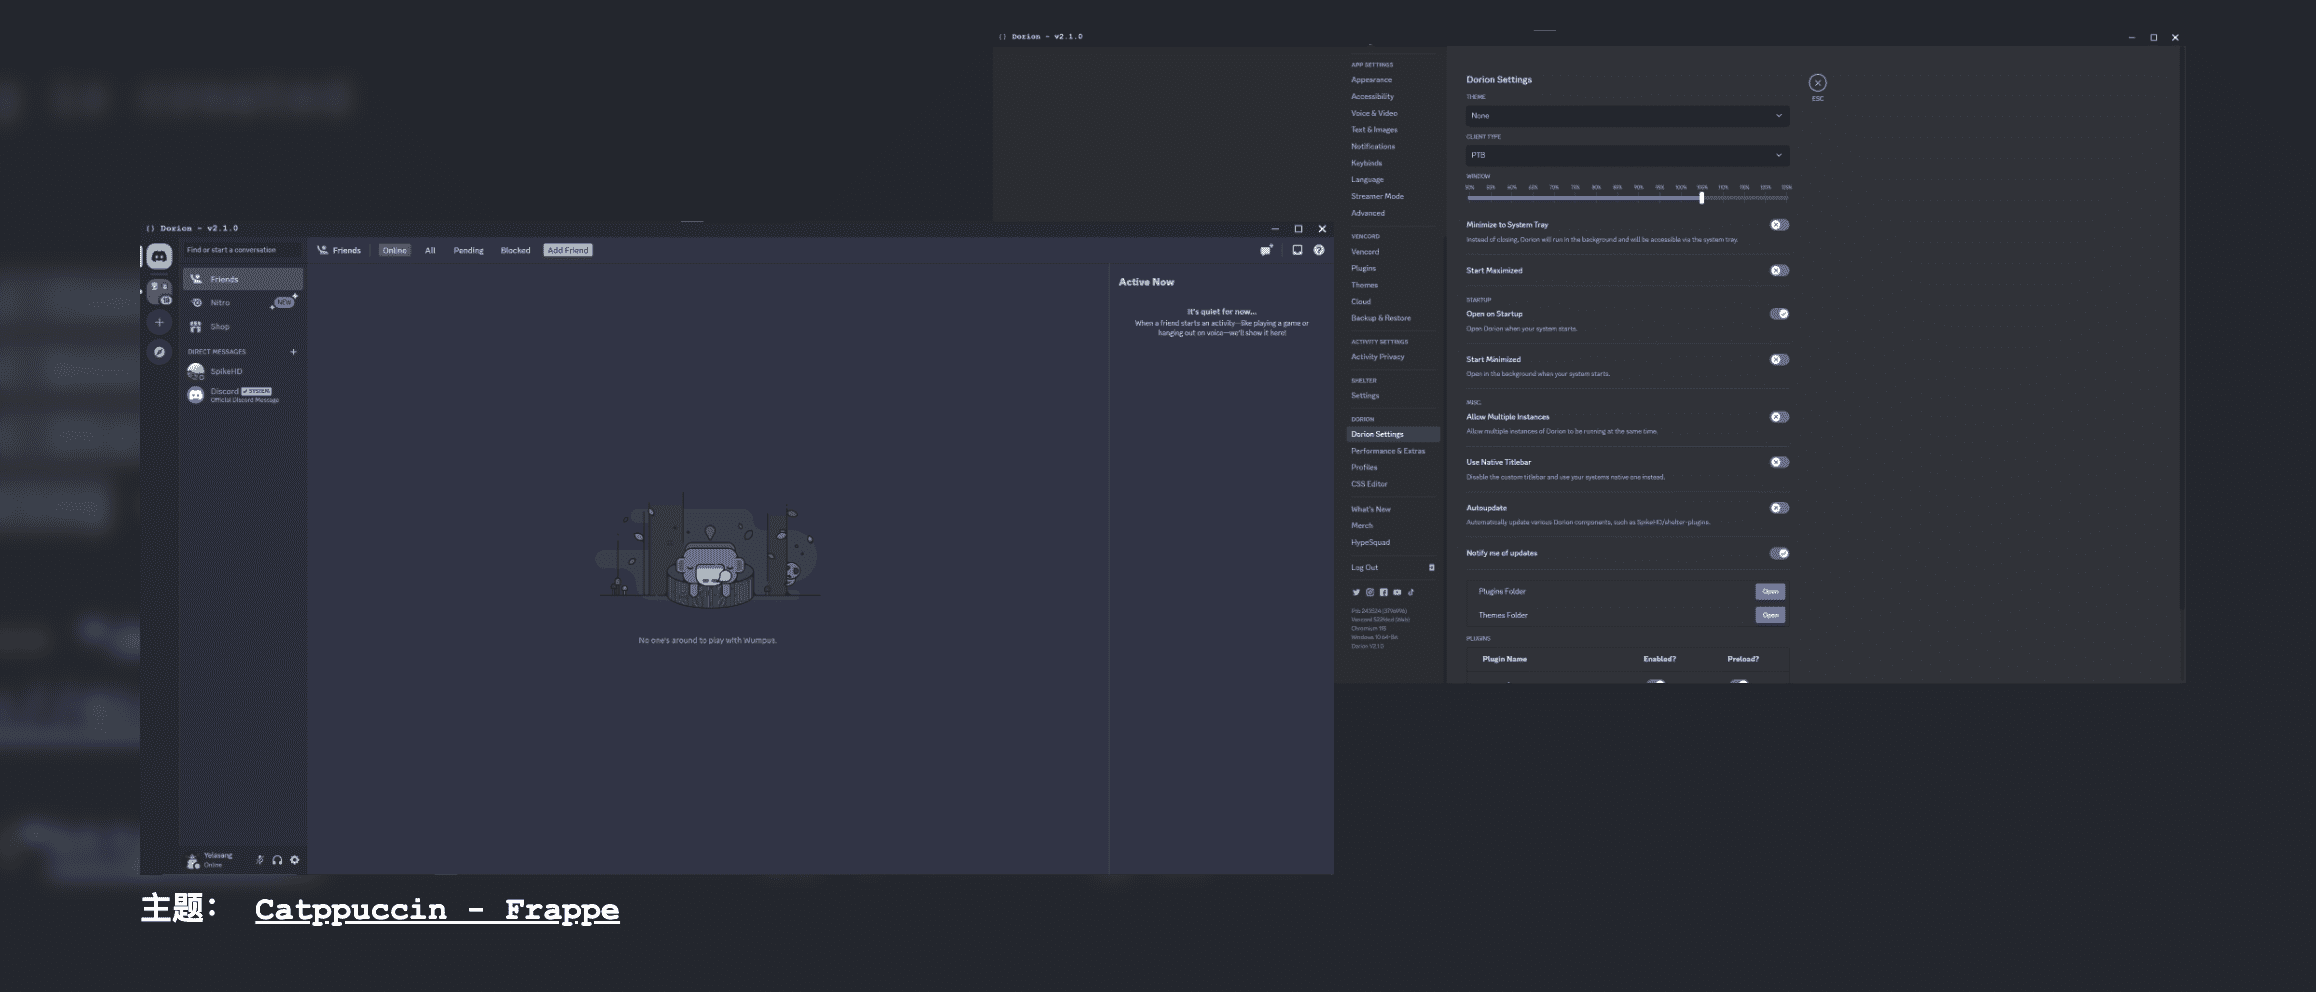 Dorion - v2.1.0
APP SETTINGS
Appearance
Accessibility
Voice & Video
Text & Images
Notifications
Keybinds
Language
Streamer Mode
Advanced
VENCORD
Vencord
Plugins
Themes
Cloud
Backup & Restore
ACTIVITY SETTINGS
Activity Privacy
SHELTER
Settings
DORION
Dorion Settings
Performance & Extras
Profiles
CSS Editor
What's New
Merch
HypeSquad
Log Out
Chromium
Windows 10 64-Bit
Dorion V2.1.0
Dorion Settings
ESC
THEME
None
CLIENT TYPE
PTB
WINDOW
Minimize to System Tray
Instead of closing, Dorion will run in the background and will be accessible via the system tray.
Start Maximized
STARTUP
Open on Startup
Open Dorion when your system starts.
Start Minimized
Open in the background when your system starts.
MISC.
Allow Multiple Instances
Allow multiple instances of Dorion to be running at the same time.
Use Native Titlebar
Disable the custom titlebar and use your systems native one instead.
Autoupdate
Automatically update various Dorion components, such as SpikeHD/shelter-plugins.
Notify me of updates
Plugins Folder Open
Themes Folder Open
PLUGINS
Plugin Name Enabled? Preload?
Dorion - v2.1.0
Find or start a conversation
Friends
Nitro NEW
Shop
DIRECT MESSAGES
SpikeHD
Discord SYSTEM
Official Discord Message
Yelosang
Online
Friends Online All Pending Blocked Add Friend
No one's around to play with Wumpus.
Active Now
It's quiet for now...
When a friend starts an activity—like playing a game or
hanging out on voice—we'll show it here!
主题： Catppuccin - Frappe